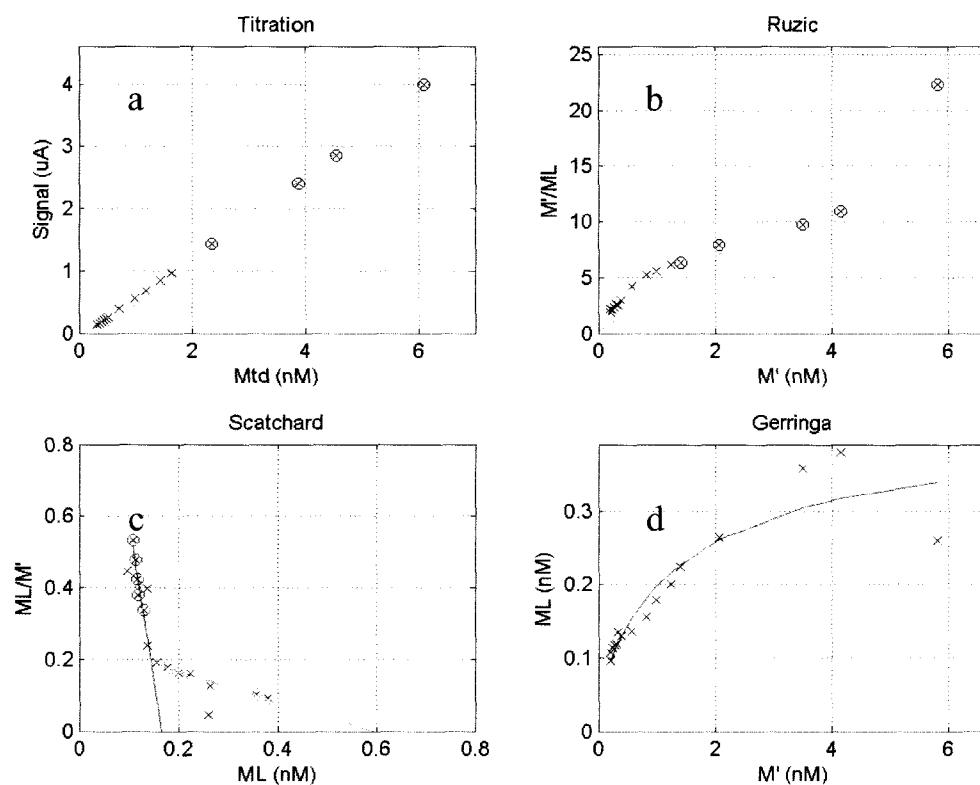 Titration
a
Signal (uA)
4
3
2
1
0
0
2
4
6
Mtd (nM)
Ruzic
b
M'/ML
25
20
15
10
5
0
0
2
4
6
M' (nM)
Scatchard
c
ML/M'
0.8
0.6
0.4
0.2
0
0
0.2
0.4
0.6
0.8
ML (nM)
Gerringa
d
ML (nM)
0.3
0.2
0.1
0
0
2
4
6
M' (nM)